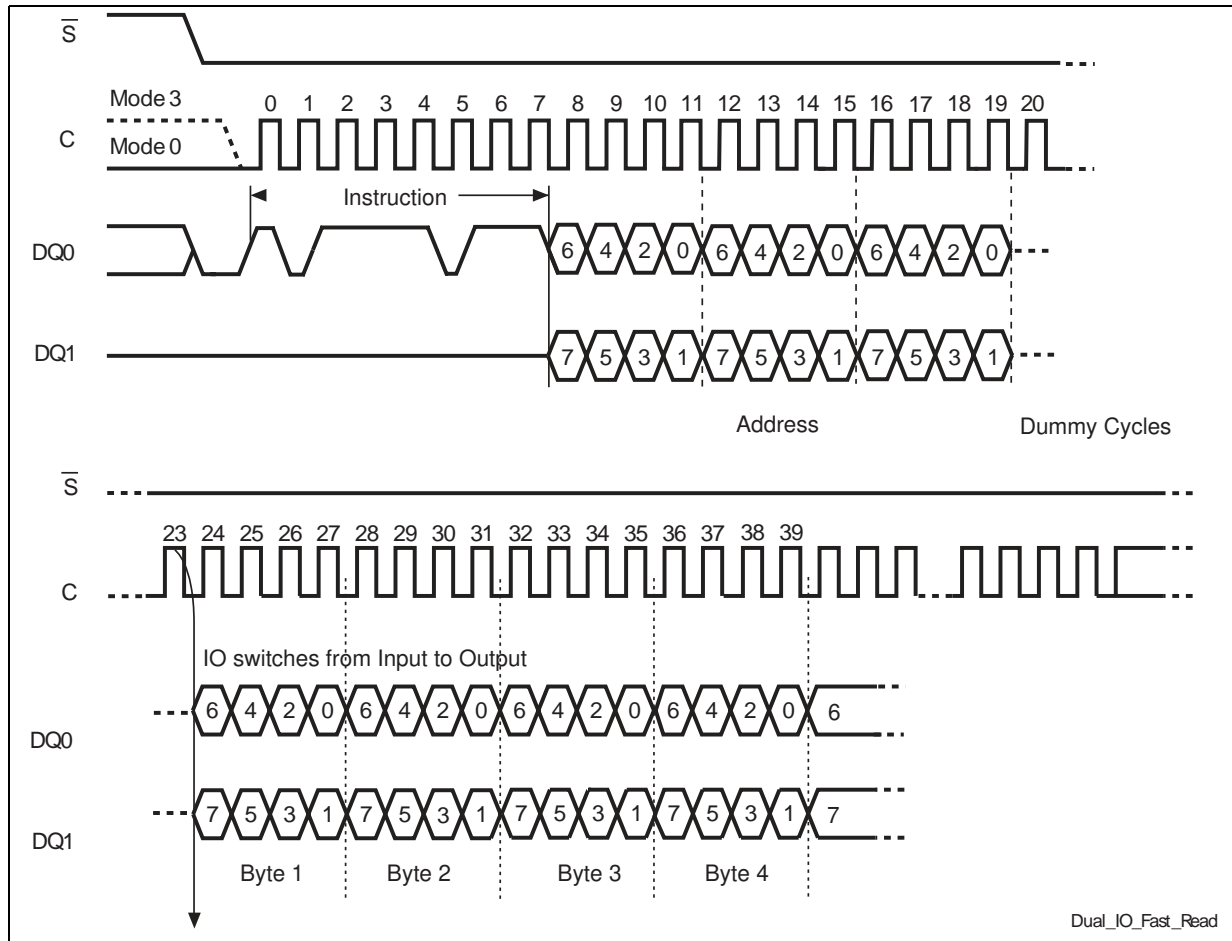 S
Mode 3
0 1 2 3 4 5 6 7 8 9 10 11 12 13 14 15 16 17 18 19 20
C
Mode 0
Instruction
DQ0
6 4 2 0 6 4 2 0 6 4 2 0
DQ1
7 5 3 1 7 5 3 1 7 5 3 1
Address
Dummy Cycles
S
23 24 25 26 27 28 29 30 31 32 33 34 35 36 37 38 39
C
IO switches from Input to Output
6 4 2 0 6 4 2 0 6 4 2 0 6 4 2 0 6
DQ0
7 5 3 1 7 5 3 1 7 5 3 1 7 5 3 1 7
DQ1
Byte 1 Byte 2 Byte 3 Byte 4
Dual_IO_Fast_Read